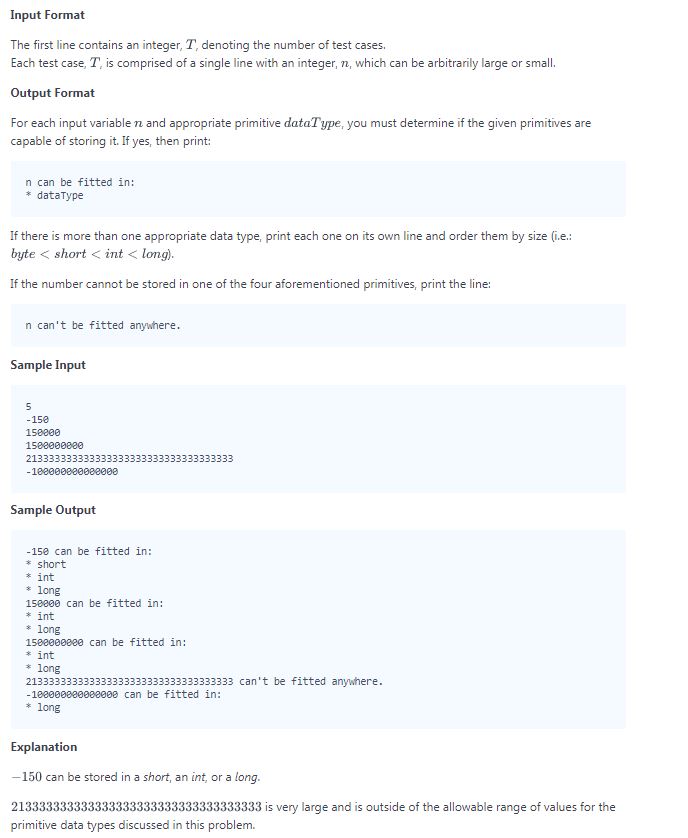 Input Format
The first line contains an integer, T, denoting the number of test cases.
Each test case, T, is comprised of a single line with an integer, n, which can be arbitrarily large or small.
Output Format
For each input variable n and appropriate primitive dataType, you must determine if the given primitives are
capable of storing it. If yes, then print:
n can be fitted in:
* dataType
If there is more than one appropriate data type, print each one on its own line and order them by size (i.e.:
byte < short < int < long).
If the number cannot be stored in one of the four aforementioned primitives, print the line:
n can't be fitted anywhere.
Sample Input
5
-150
150000
1500000000
213333333333333333333333333333333333
-100000000000000
Sample Output
-150 can be fitted in:
* short
* int
* long
150000 can be fitted in:
* int
* long
1500000000 can be fitted in:
* int
* long
213333333333333333333333333333333333 can't be fitted anywhere.
-100000000000000 can be fitted in:
* long
Explanation
−150 can be stored in a short, an int, or a long.
213333333333333333333333333333333333 is very large and is outside of the allowable range of values for the
primitive data types discussed in this problem.